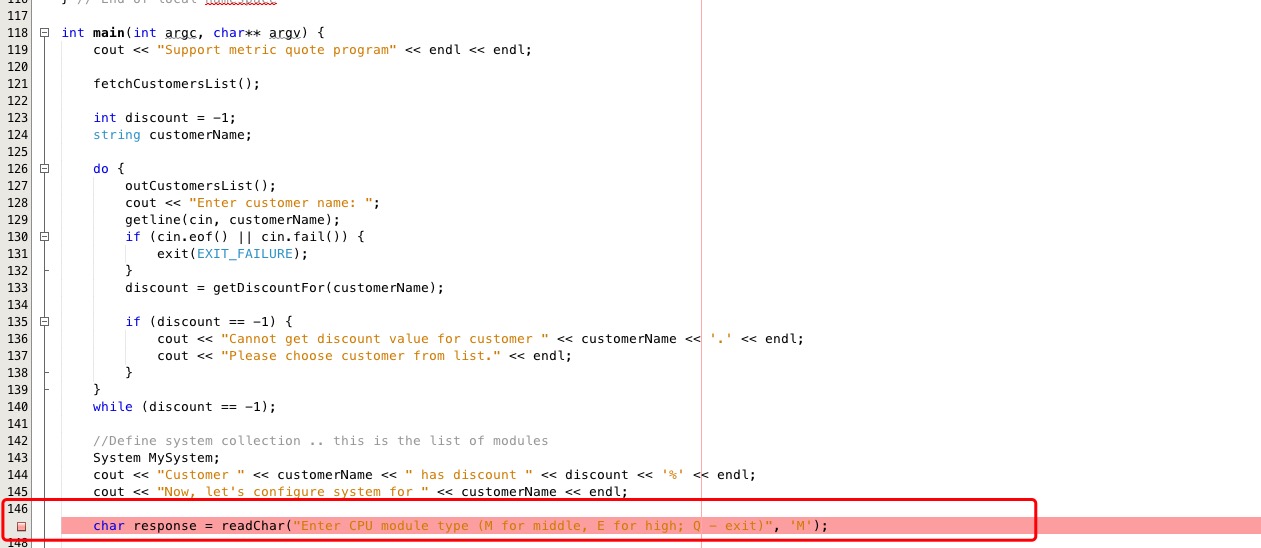 } // End of local namespace
117
118 int main(int argc, char** argv) {
119 cout << "Support metric quote program" << endl << endl;
120
121 fetchCustomersList();
122
123 int discount = -1;
124 string customerName;
125
126 do {
127 outCustomersList();
128 cout << "Enter customer name: ";
129 getline(cin, customerName);
130 if (cin.eof() || cin.fail()) {
131 exit(EXIT_FAILURE);
132 }
133 discount = getDiscountFor(customerName);
134
135 if (discount == -1) {
136 cout << "Cannot get discount value for customer " << customerName << '.' << endl;
137 cout << "Please choose customer from list." << endl;
138 }
139 }
140 while (discount == -1);
141
142 //Define system collection .. this is the list of modules
143 System MySystem;
144 cout << "Customer " << customerName << " has discount " << discount << '%' << endl;
145 cout << "Now, let's configure system for " << customerName << endl;
146
char response = readChar("Enter CPU module type (M for middle, E for high; Q - exit)", 'M');
148